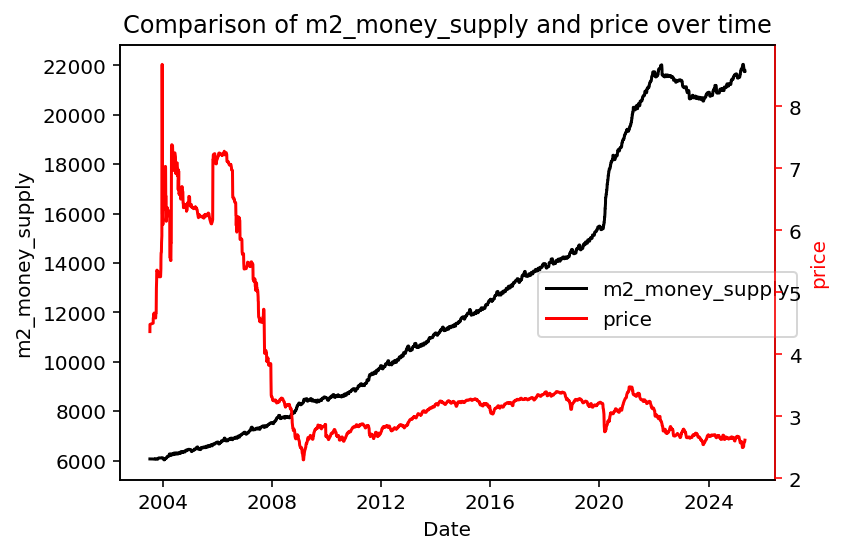 Comparison of m2_money_supply and price over time
m2_money_supply
22000
20000
18000
16000
14000
12000
10000
8000
6000
8
7
6
5
4
3
2
price
m2_money_supply
price
2004 2008 2012 2016 2020 2024
Date